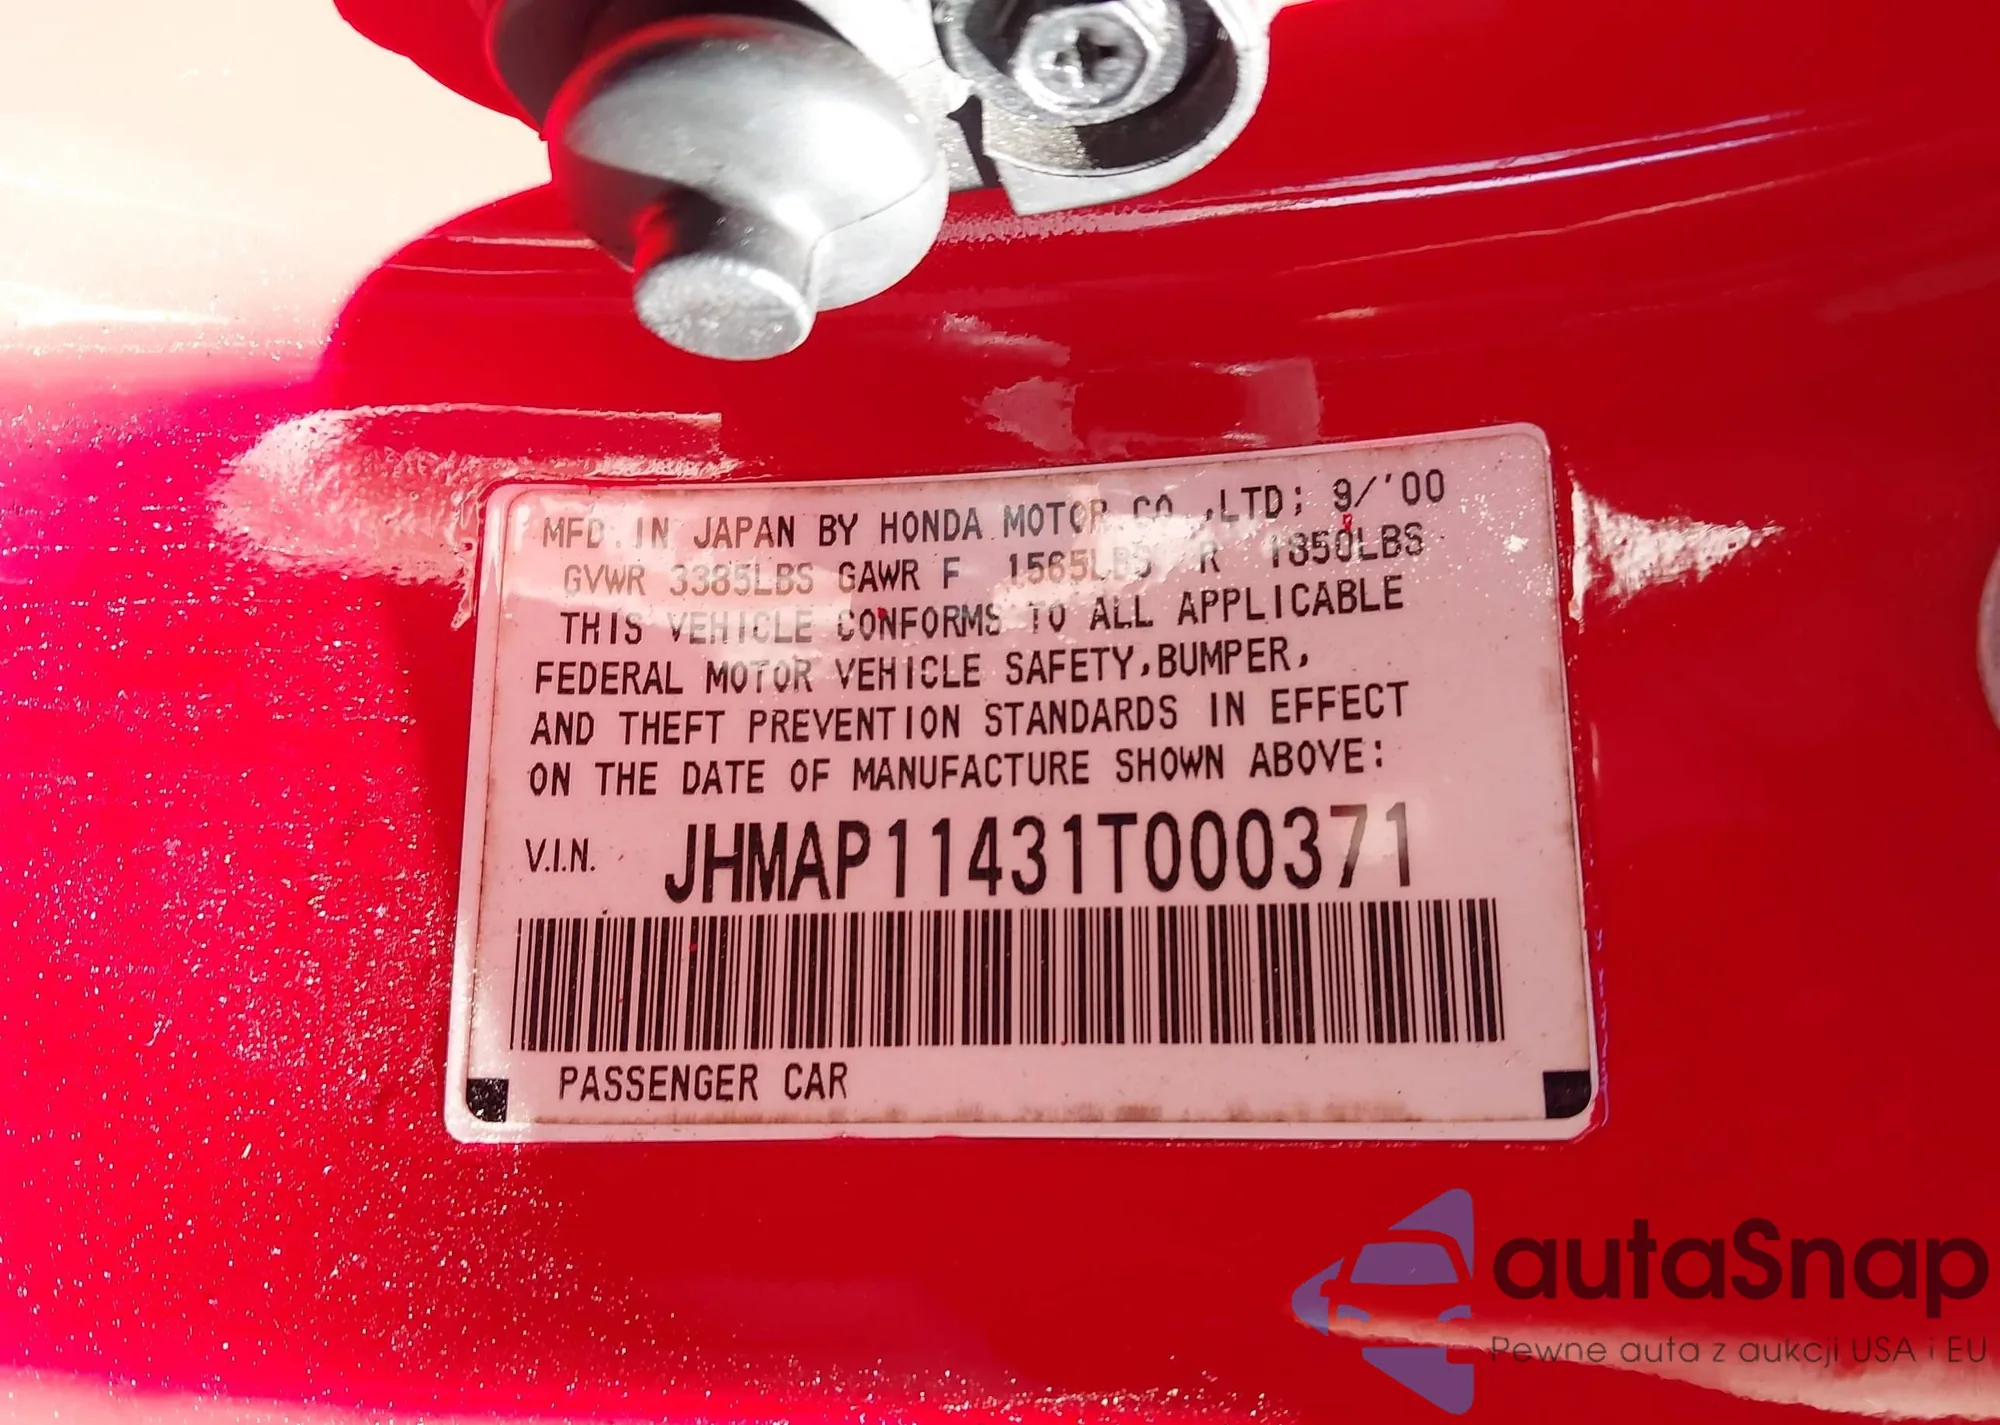 MFD. IN JAPAN BY HONDA MOTOR CO.,LTD; 9/'00
GVWR 3385LBS GAWR F 1565LBS R 1850LBS
THIS VEHICLE CONFORMS TO ALL APPLICABLE
FEDERAL MOTOR VEHICLE SAFETY,BUMPER,
AND THEFT PREVENTION STANDARDS IN EFFECT
ON THE DATE OF MANUFACTURE SHOWN ABOVE:
V.I.N. JHMAP11431T000371
PASSENGER CAR
autaSnap
Pewne auta z aukcji USA i EU